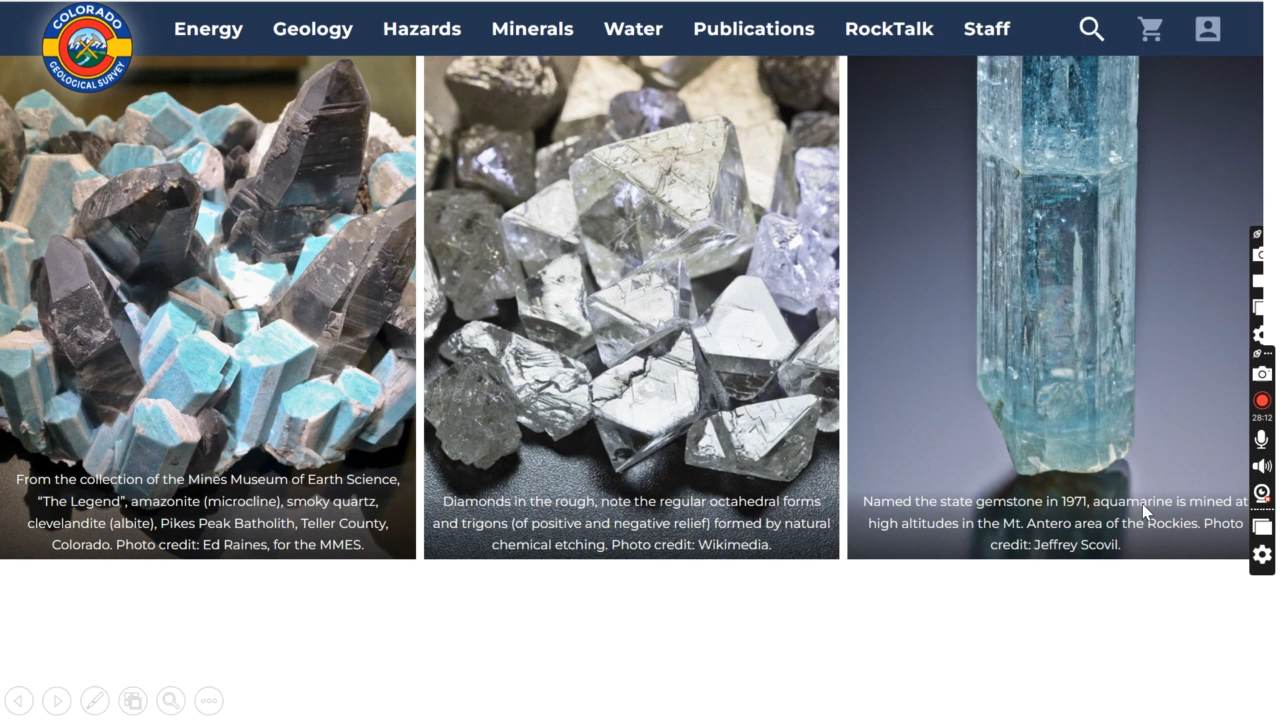 COLORADO
GEOLOGICAL SURVEY
Energy Geology Hazards Minerals Water Publications RockTalk Staff
From the collection of the Mines Museum of Earth Science,
“The Legend”, amazonite (microcline), smoky quartz,
clevelandite (albite), Pikes Peak Batholith, Teller County,
Colorado. Photo credit: Ed Raines, for the MMES.
Diamonds in the rough, note the regular octahedral forms
and trigons (of positive and negative relief) formed by natural
chemical etching. Photo credit: Wikimedia.
Named the state gemstone in 1971, aquamarine is mined at
high altitudes in the Mt. Antero area of the Rockies. Photo
credit: Jeffrey Scovil.
28:12